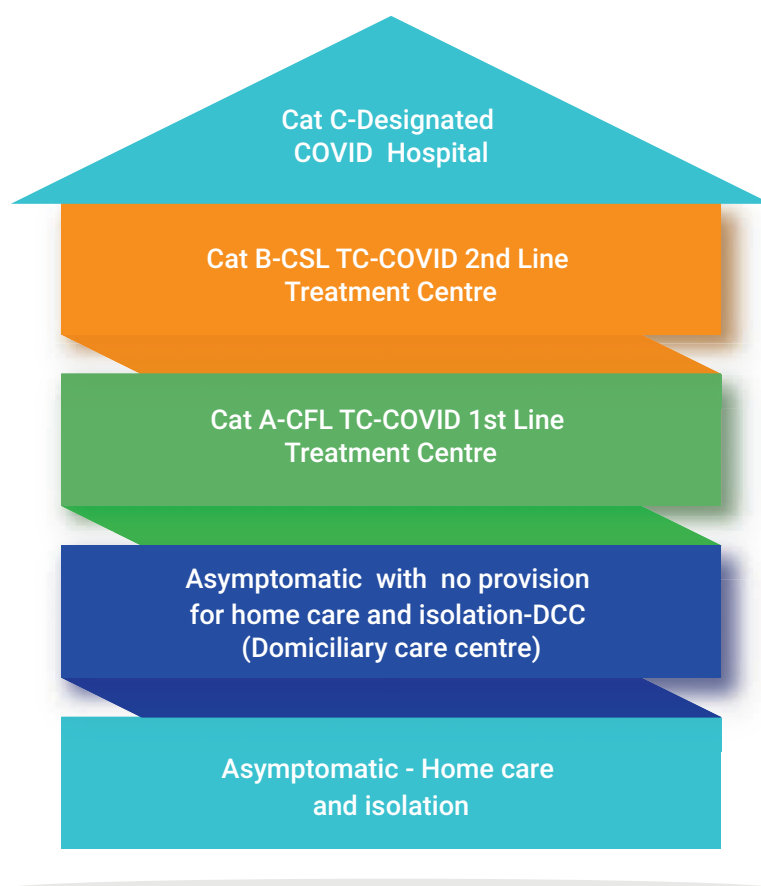 Cat C-Designated
COVID Hospital
Cat B-CSL TC-COVID 2nd Line
Treatment Centre
Cat A-CFL TC-COVID 1st Line
Treatment Centre
Asymptomatic with no provision
for home care and isolation-DCC
(Domiciliary care centre)
Asymptomatic - Home care
and isolation